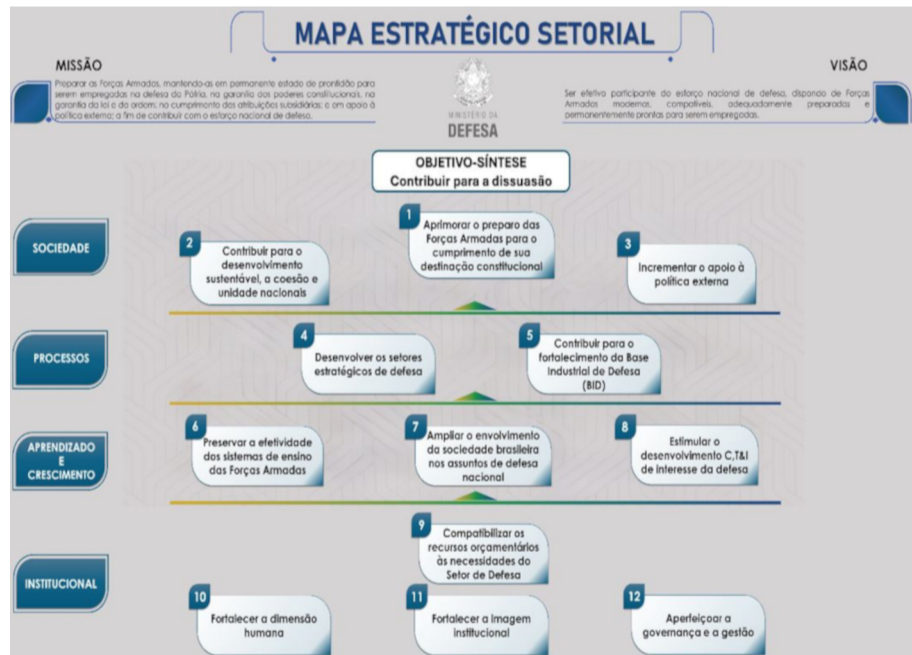 MAPA ESTRATÉGICO SETORIAL
MISSÃO
Preparar as Forças Armadas, mantendo-as em permanente estado de prontidão para
serem empregadas na defesa da Pátria, na garantia dos poderes constitucionais, na
garantia da lei e da ordem; no cumprimento das atribuições subsidiárias; e em apoio à
política externa; a fim de contribuir com o esforço nacional de defesa.
MINISTÉRIO DA
DEFESA
VISÃO
Ser efetivo participante do esforço nacional de defesa, dispondo de Forças
Armadas modernas, compatíveis, adequadamente preparadas e
permanentemente prontas para serem empregadas.
OBJETIVO-SÍNTESE
Contribuir para a dissuasão
SOCIEDADE
1
Aprimorar o preparo das
Forças Armadas para o
cumprimento de sua
destinação constitucional
2
Contribuir para o
desenvolvimento
sustentável, a coesão e
unidade nacionais
3
Incrementar o apoio à
política externa
PROCESSOS
4
Desenvolver os setores
estratégicos de defesa
5
Contribuir para o
fortalecimento da Base
Industrial de Defesa
(BID)
APRENDIZADO
E
CRESCIMENTO
6
Preservar a efetividade
dos sistemas de ensino
das Forças Armadas
7
Ampliar o envolvimento
da sociedade brasileira
nos assuntos de defesa
nacional
8
Estimular o
desenvolvimento C,T&I
de interesse da defesa
INSTITUCIONAL
9
Compatibilizar os
recursos orçamentários
às necessidades do
Setor de Defesa
10
Fortalecer a dimensão
humana
11
Fortalecer a imagem
institucional
12
Aperfeiçoar a
governança e a gestão